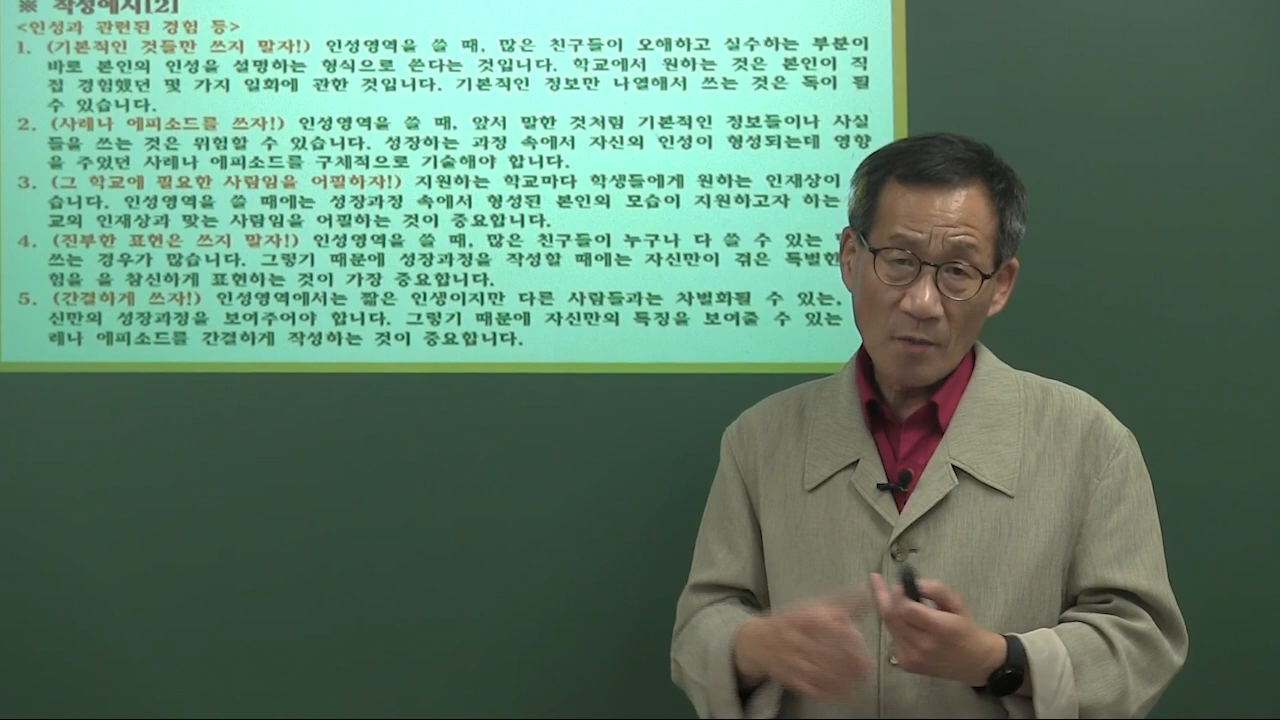 ※ 작성예시[2]
<인성과 관련된 경험 등>
1. (기본적인 것들만 쓰지 말자!) 인성영역을 쓸 때, 많은 친구들이 오해하고 실수하는 부분이
바로 본인의 인성을 설명하는 형식으로 쓴다는 것입니다. 학교에서 원하는 것은 본인이 직
접 경험했던 몇 가지 일화에 관한 것입니다. 기본적인 정보만 나열해서 쓰는 것은 독이 될
수 있습니다.
2. (사례나 에피소드를 쓰자!) 인성영역을 쓸 때, 앞서 말한 것처럼 기본적인 정보들이나 사실
들을 쓰는 것은 위험할 수 있습니다. 성장하는 과정 속에서 자신의 인성이 형성되는데 영향
을 주었던 사례나 에피소드를 구체적으로 기술해야 합니다.
3. (그 학교에 필요한 사람임을 어필하자!) 지원하는 학교마다 학생들에게 원하는 인재상이
습니다. 인성영역을 쓸 때에는 성장과정 속에서 형성된 본인의 모습이 지원하고자 하는
교의 인재상과 맞는 사람임을 어필하는 것이 중요합니다.
4. (진부한 표현은 쓰지 말자!) 인성영역을 쓸 때, 많은 친구들이 누구나 다 쓸 수 있는
쓰는 경우가 많습니다. 그렇기 때문에 성장과정을 작성할 때에는 자신만이 겪은 특별한
험을 을 참신하게 표현하는 것이 가장 중요합니다.
5. (간결하게 쓰자!) 인성영역에서는 짧은 인생이지만 다른 사람들과는 차별화될 수 있는,
신만의 성장과정을 보여주어야 합니다. 그렇기 때문에 자신만의 특징을 보여줄 수 있는
레나 에피소드를 간결하게 작성하는 것이 중요합니다.